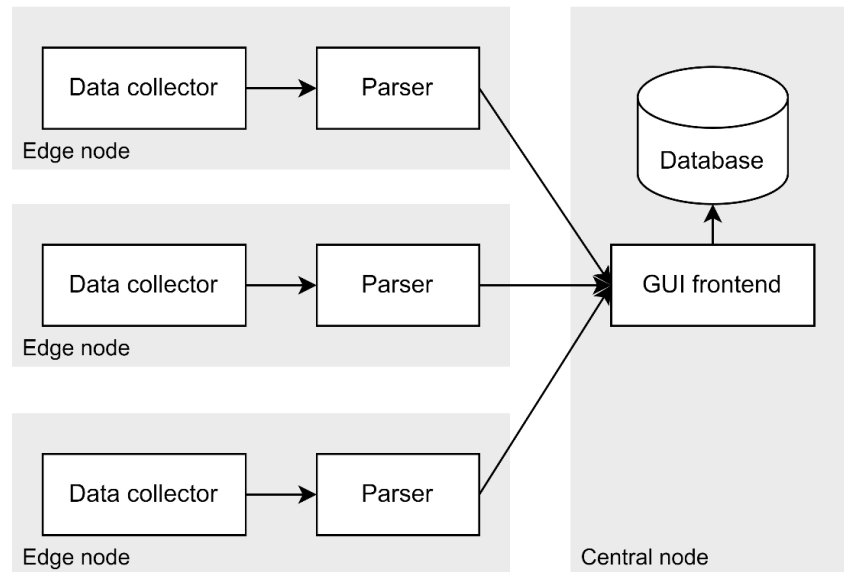 Data collector
Parser
Edge node
Database
Data collector
Parser
GUI frontend
Edge node
Data collector
Parser
Edge node
Central node